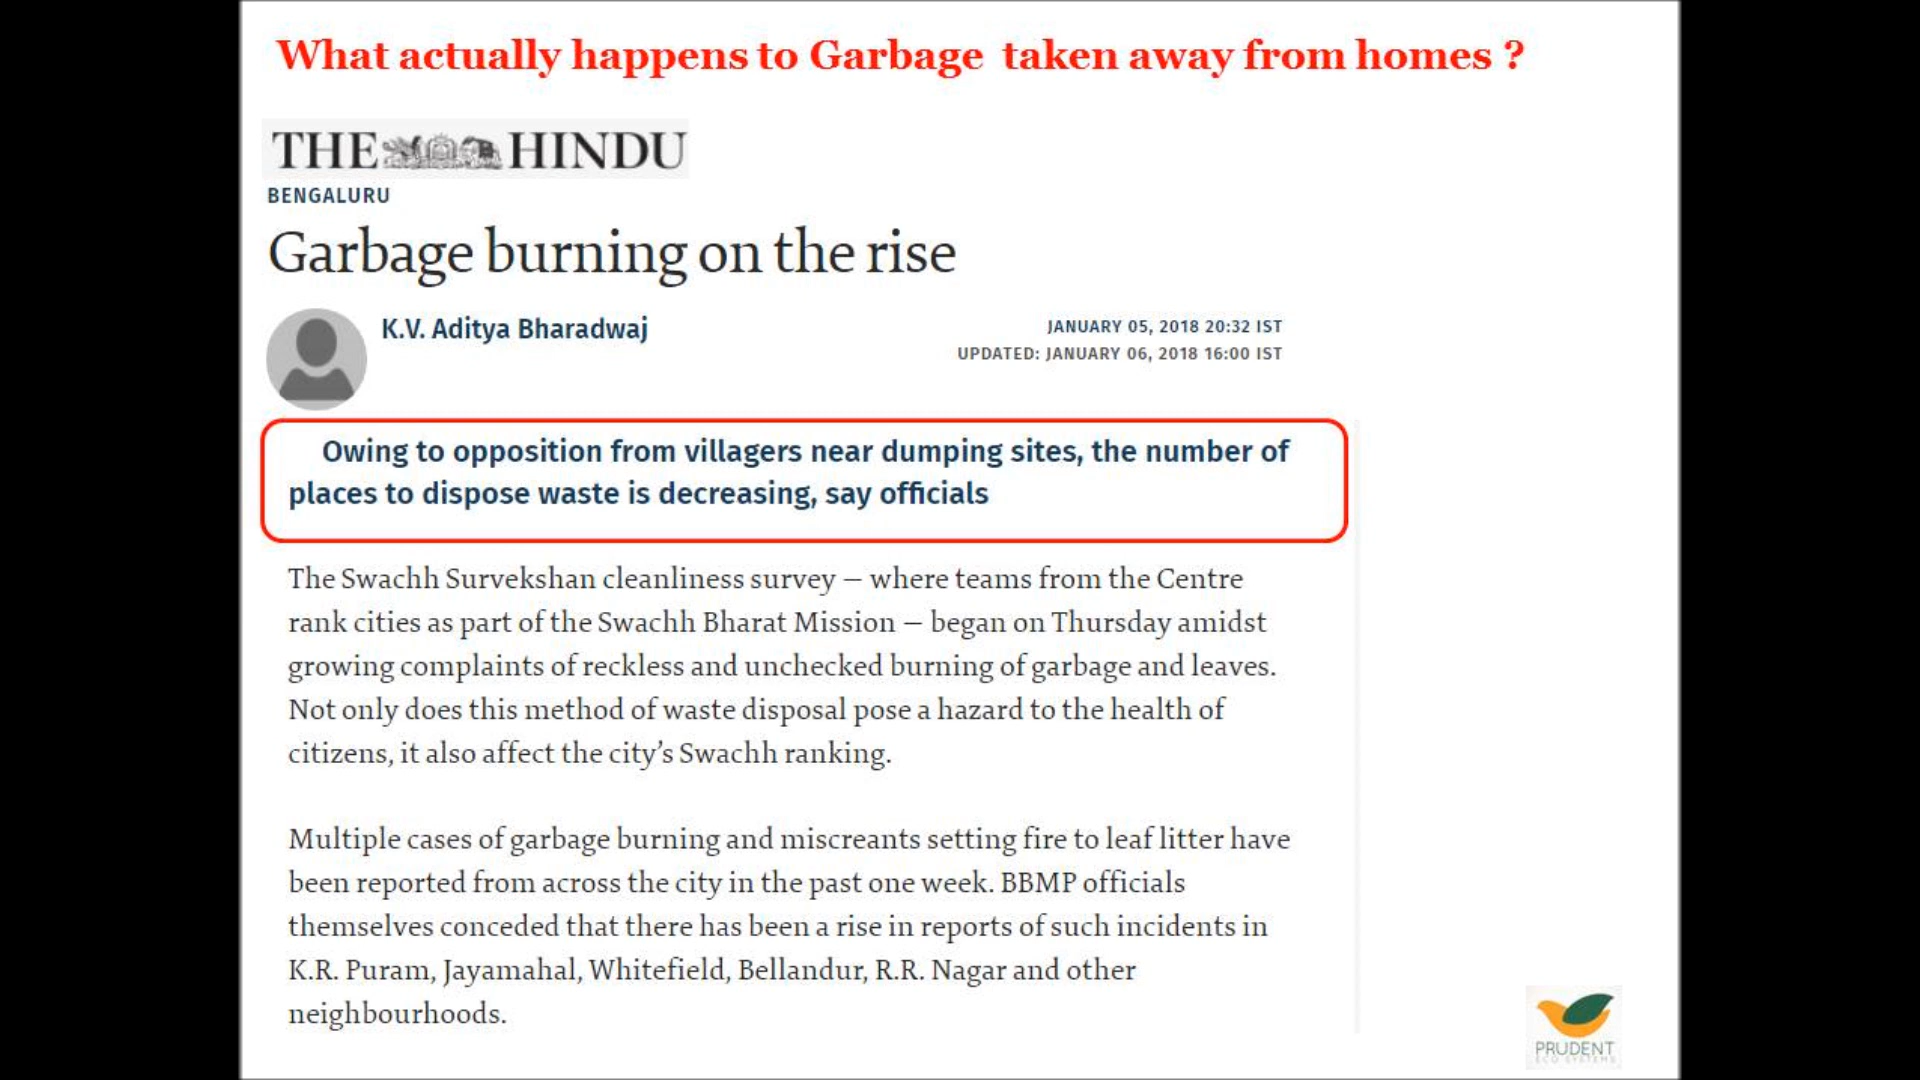 What actually happens to Garbage taken away from homes ?
THE HINDU
BENGALURU
Garbage burning on the rise
K.V. Aditya Bharadwaj
JANUARY 05, 2018 20:32 IST
UPDATED: JANUARY 06, 2018 16:00 IST
Owing to opposition from villagers near dumping sites, the number of
places to dispose waste is decreasing, say officials
The Swachh Survekshan cleanliness survey — where teams from the Centre
rank cities as part of the Swachh Bharat Mission — began on Thursday amidst
growing complaints of reckless and unchecked burning of garbage and leaves.
Not only does this method of waste disposal pose a hazard to the health of
citizens, it also affect the city’s Swachh ranking.
Multiple cases of garbage burning and miscreants setting fire to leaf litter have
been reported from across the city in the past one week. BBMP officials
themselves conceded that there has been a rise in reports of such incidents in
K.R. Puram, Jayamahal, Whitefield, Bellandur, R.R. Nagar and other
neighbourhoods.
PRUDENT
ECO SYSTEMS